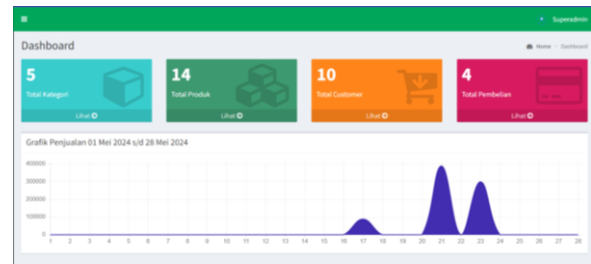 Superadmin
Dashboard
Home > Dashboard
5
Total Kategori
Lihat
14
Total Produk
Lihat
10
Total Customer
Lihat
4
Total Pembelian
Lihat
Grafik Penjualan 01 Mei 2024 s/d 28 Mei 2024
400000
300000
200000
100000
0
1 2 3 4 5 6 7 8 9 10 11 12 13 14 15 16 17 18 19 20 21 22 23 24 25 26 27 28